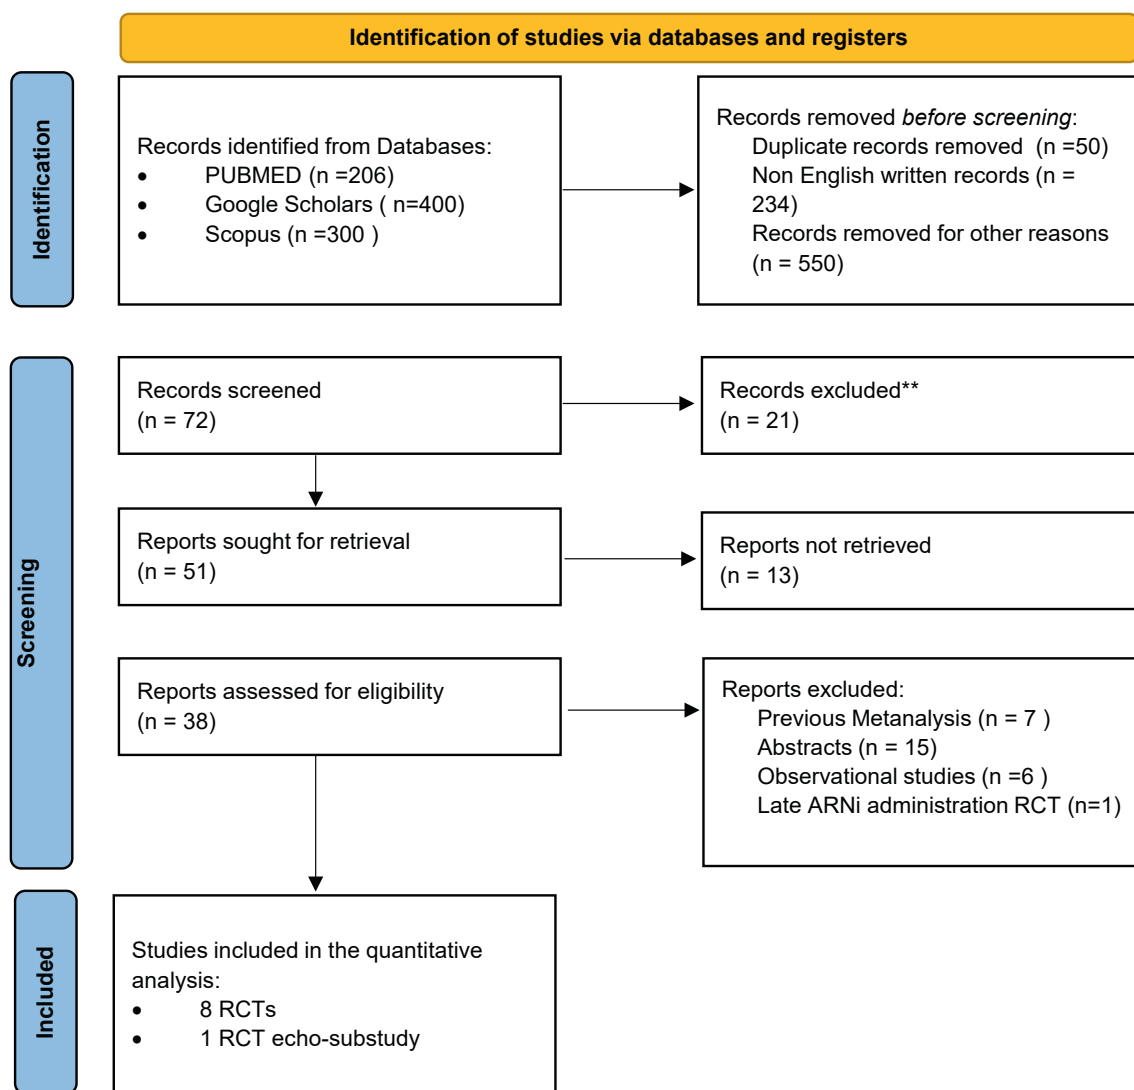 Identification of studies via databases and registers
Identification
Records identified from Databases:
• PUBMED (n =206)
• Google Scholars ( n=400)
• Scopus (n =300 )
Records removed before screening:
Duplicate records removed (n =50)
Non English written records (n =
234)
Records removed for other reasons
(n = 550)
Screening
Records screened
(n = 72)
Records excluded**
(n = 21)
Reports sought for retrieval
(n = 51)
Reports not retrieved
(n = 13)
Reports assessed for eligibility
(n = 38)
Reports excluded:
Previous Metanalysis (n = 7 )
Abstracts (n = 15)
Observational studies (n =6 )
Late ARNi administration RCT (n=1)
Included
Studies included in the quantitative
analysis:
• 8 RCTs
• 1 RCT echo-substudy